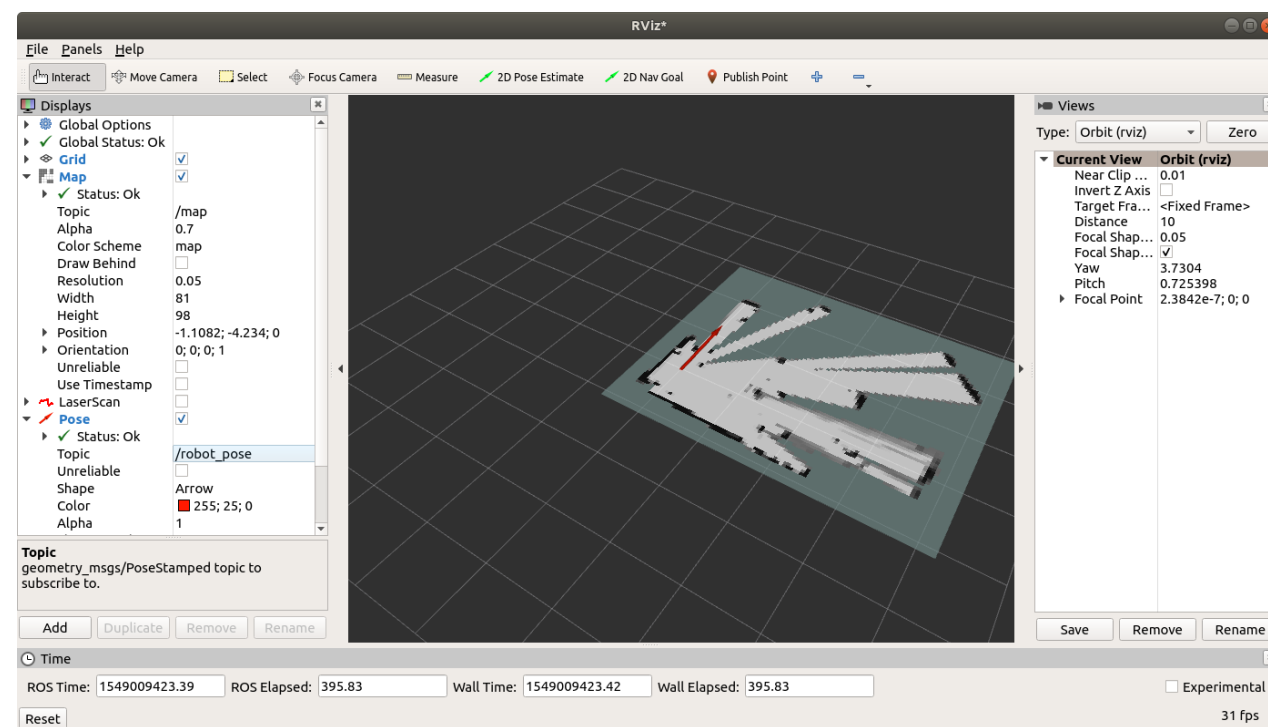 RViz*
File Panels Help
Interact Move Camera Select Focus Camera Measure 2D Pose Estimate 2D Nav Goal Publish Point
Displays
Global Options
Global Status: Ok
Grid
Map
Status: Ok
Topic /map
Alpha 0.7
Color Scheme map
Draw Behind
Resolution 0.05
Width 81
Height 98
Position -1.1082; -4.234; 0
Orientation 0; 0; 0; 1
Unreliable
Use Timestamp
LaserScan
Pose
Status: Ok
Topic /robot_pose
Unreliable
Shape Arrow
Color 255; 25; 0
Alpha 1
Topic
geometry_msgs/PoseStamped topic to
subscribe to.
Add Duplicate Remove Rename
Views
Type: Orbit (rviz) Zero
Current View Orbit (rviz)
Near Clip ... 0.01
Invert Z Axis
Target Fra... <Fixed Frame>
Distance 10
Focal Shap... 0.05
Focal Shap...
Yaw 3.7304
Pitch 0.725398
Focal Point 2.3842e-7; 0; 0
Save Remove Rename
Time
ROS Time: 1549009423.39 ROS Elapsed: 395.83 Wall Time: 1549009423.42 Wall Elapsed: 395.83 Experimental
Reset 31 fps